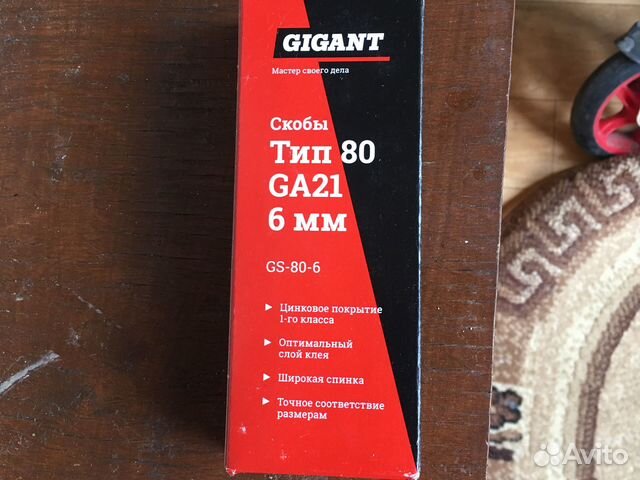 GIGANT
Мастер своего дела
Скобы
Тип 80
GA21
6 мм
GS-80-6
Цинковое покрытие
1-го класса
Оптимальный
слой клея
Широкая спинка
Точное соответствие
размерам
Avito